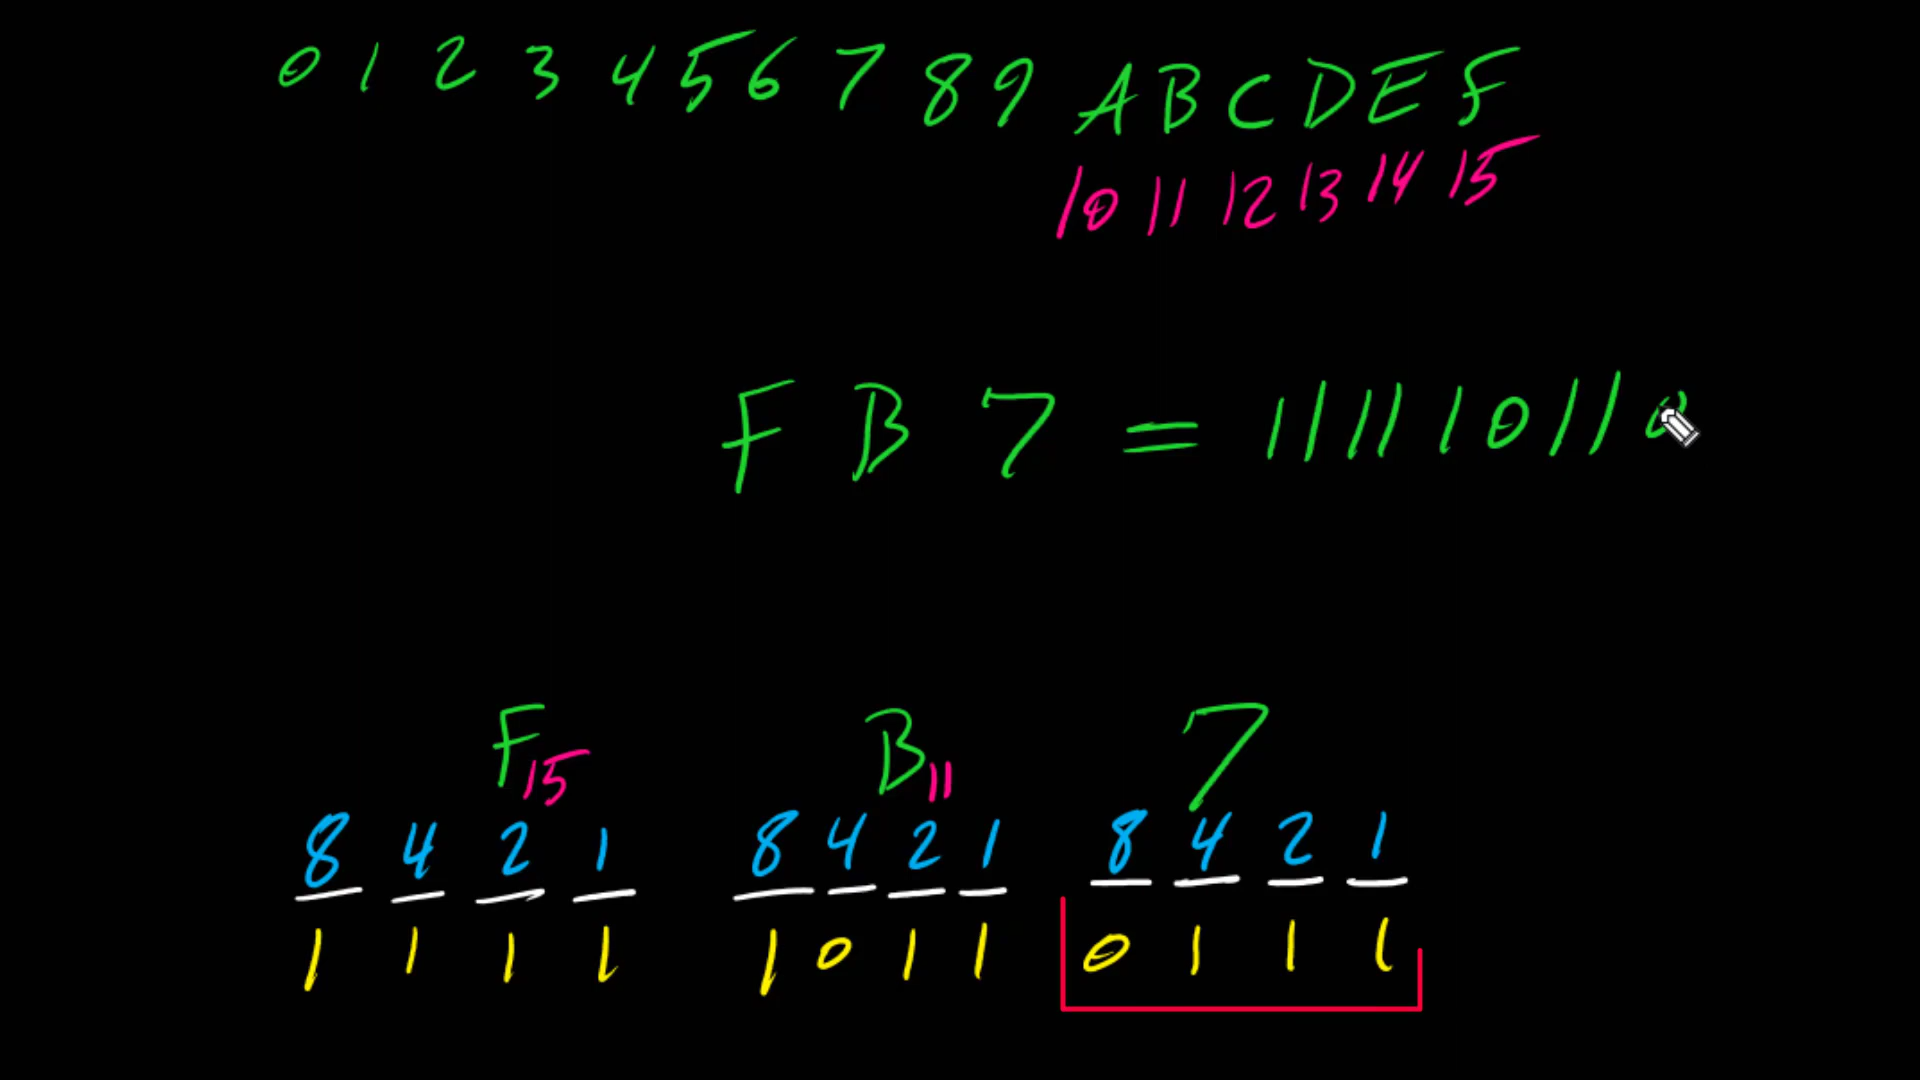 0 1 2 3 4 5 6 7 8 9 A B C D E F
10 11 12 13 14 15
F B 7 = 111110110
F15 B11 7
8 4 2 1 8 4 2 1 8 4 2 1
1 1 1 1 1 0 1 1 0 1 1 1